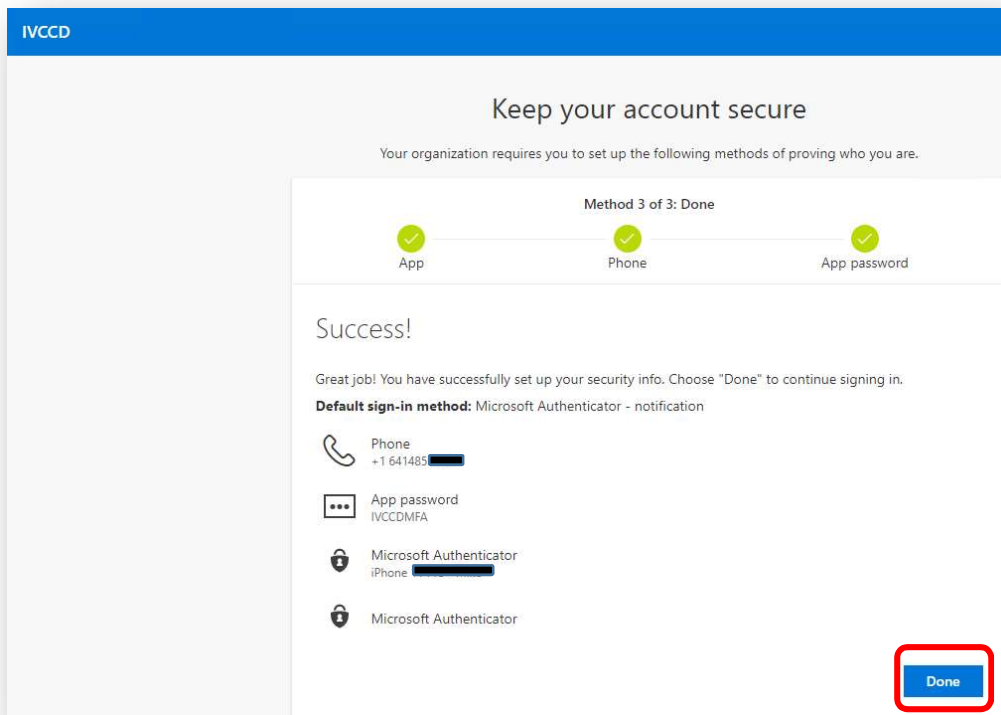 IVCCD
Keep your account secure
Your organization requires you to set up the following methods of proving who you are.
Method 3 of 3: Done
App
Phone
App password
Success!
Great job! You have successfully set up your security info. Choose "Done" to continue signing in.
Default sign-in method: Microsoft Authenticator - notification
Phone
+1 641485
App password
IVCCDMFA
Microsoft Authenticator
iPhone
Microsoft Authenticator
Done